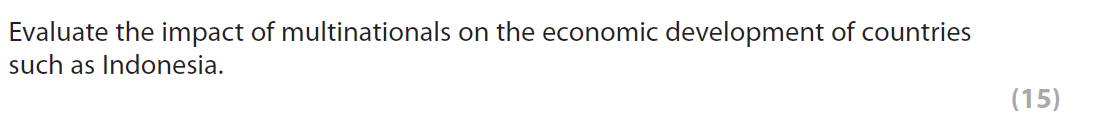 Evaluate the impact of multinationals on the economic development of countries
such as Indonesia.
(15)